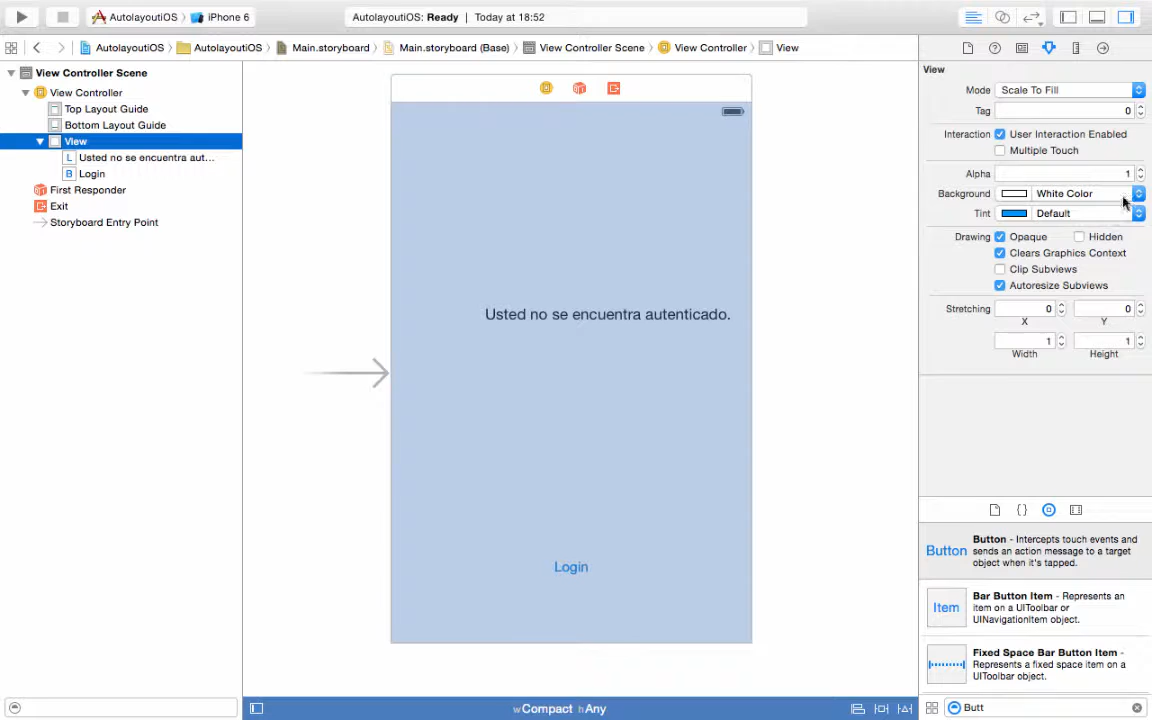 AutolayoutiOS
iPhone 6
AutolayoutiOS: Ready
Today at 18:52
AutolayoutiOS
AutolayoutiOS
Main.storyboard
Main.storyboard (Base)
View Controller Scene
View Controller
View
View Controller Scene
View Controller
Top Layout Guide
Bottom Layout Guide
View
L Usted no se encuentra aut...
B Login
First Responder
Exit
Storyboard Entry Point
Usted no se encuentra autenticado.
Login
wCompact hAny
View
Mode Scale To Fill
Tag 0
Interaction User Interaction Enabled
Multiple Touch
Alpha 1
Background White Color
Tint Default
Drawing Opaque Hidden
Clears Graphics Context
Clip Subviews
Autoresize Subviews
Stretching 0 0
X Y
1 1
Width Height
Button
Button - Intercepts touch events and
sends an action message to a target
object when it's tapped.
Item
Bar Button Item - Represents an
item on a UIToolbar or
UINavigationItem object.
Fixed Space Bar Button Item -
Represents a fixed space item on a
UIToolbar object.
Butt